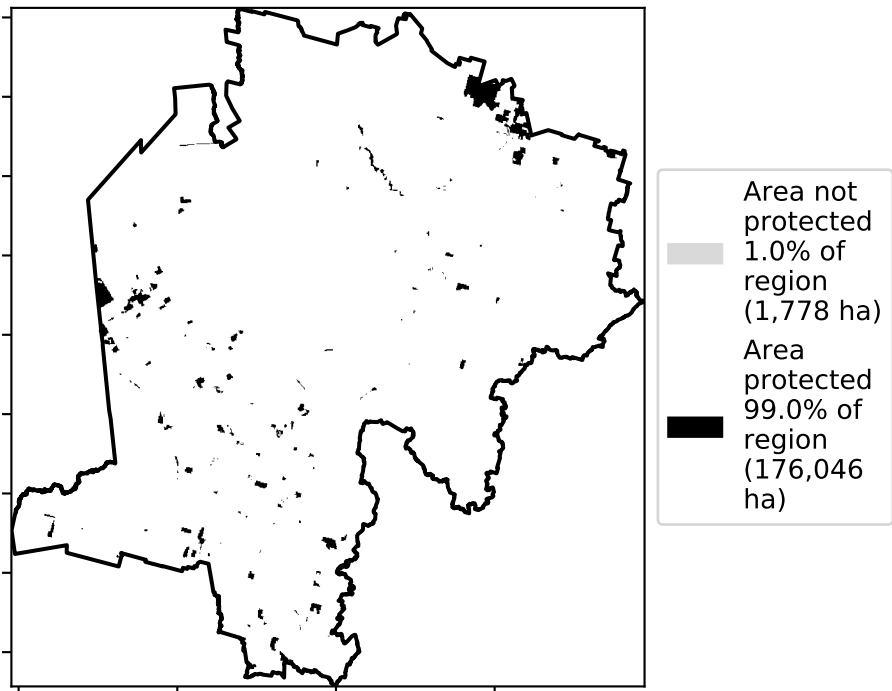 Area not
protected
1.0% of
region
(1,778 ha)
Area
protected
99.0% of
region
(176,046
ha)